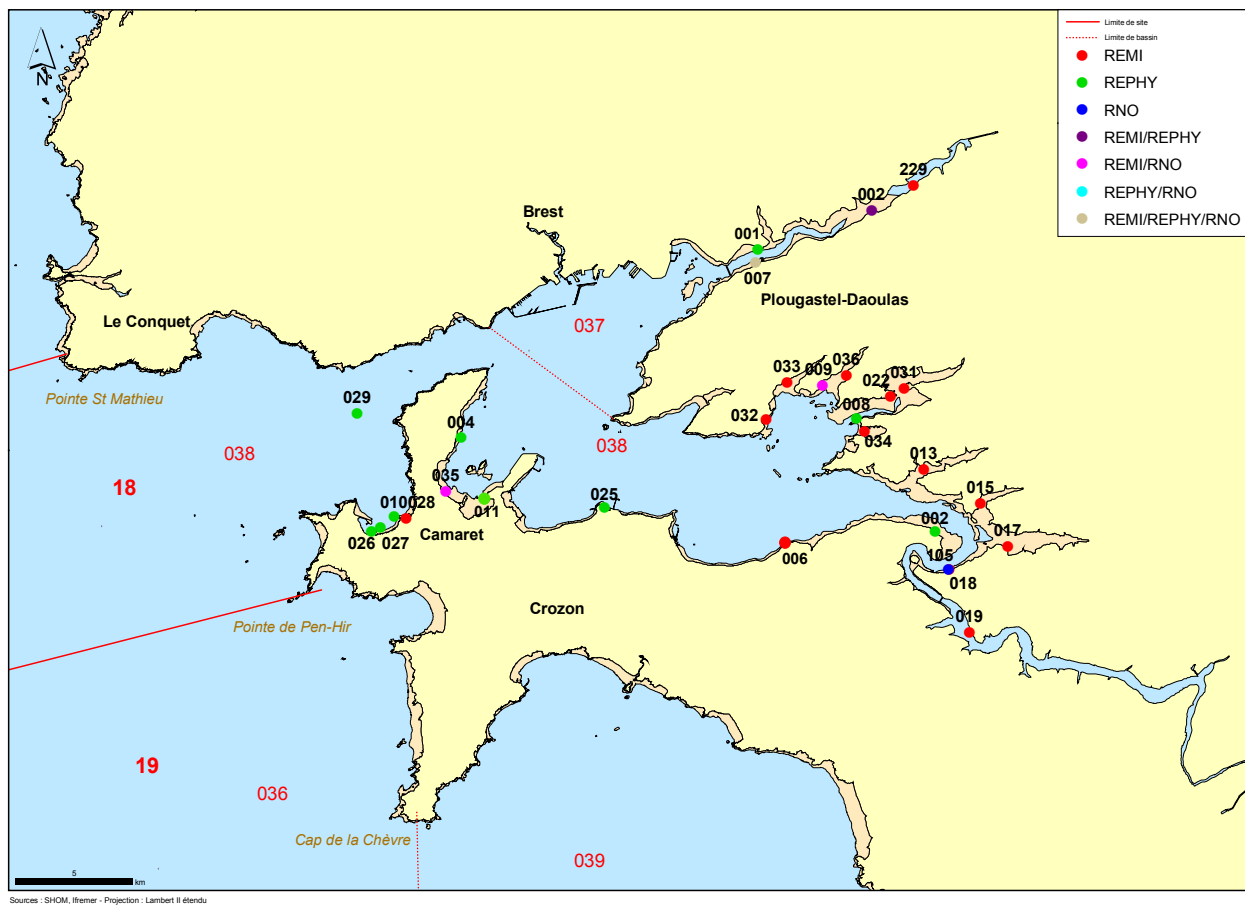 N
Limite de site
Limite de bassin
REMI
REPHY
RNO
REMI/REPHY
REMI/RNO
REPHY/RNO
REMI/REPHY/RNO
229
002
Brest
001
007
Plougastel-Daoulas
Le Conquet
037
Pointe St Mathieu
033
009
036
031
022
029
008
032
004
034
038
038
013
035
18
015
025
010
028
011
026
027
Camaret
002
017
006
105
018
Crozon
019
Pointe de Pen-Hir
19
036
Cap de la Chèvre
039
5
km
Sources : SHOM, Ifremer - Projection : Lambert II étendu